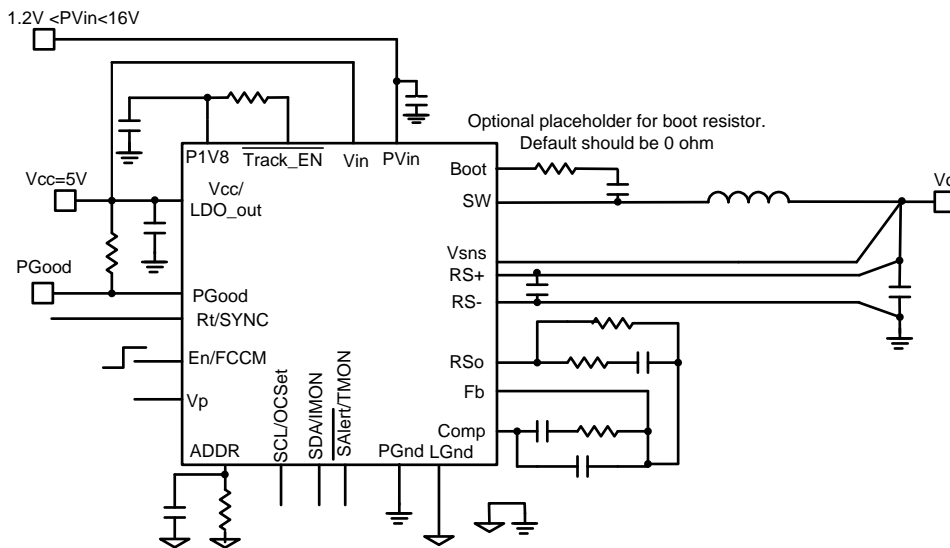 1.2V <PVin<16V
Optional placeholder for boot resistor.
Default should be 0 ohm
P1V8
Track_EN
Vin
PVin
Boot
Vcc=5V
Vcc/
LDO_out
SW
Vsns
PGood
RS+
PGood
RS-
Rt/SYNC
En/FCCM
RSo
Vp
Fb
SCL/OCSet
SDA/IMON
SAlert/TMON
Comp
ADDR
PGnd
LGnd